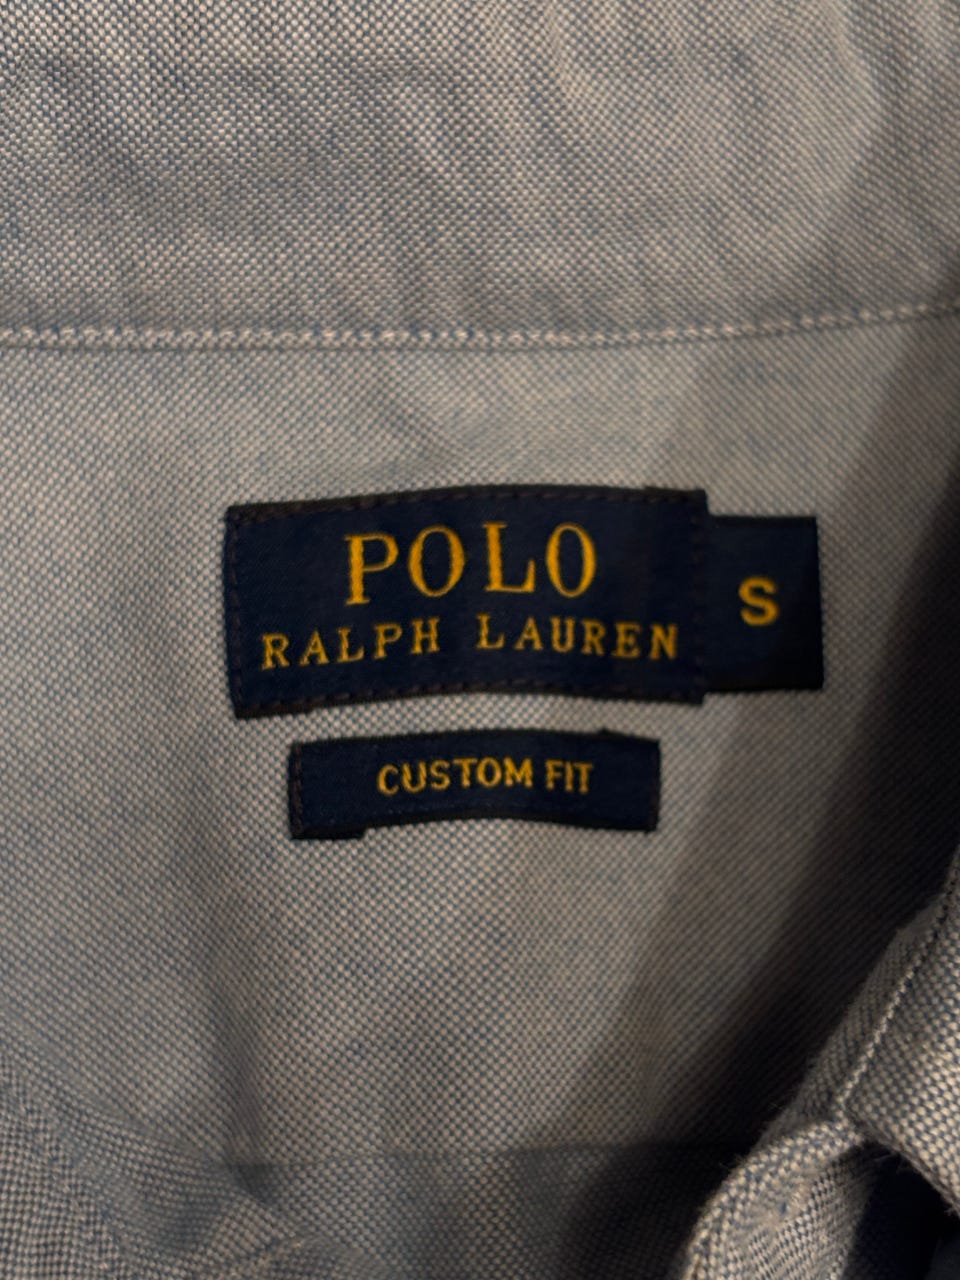 POLO
RALPH LAUREN
S
CUSTOM FIT